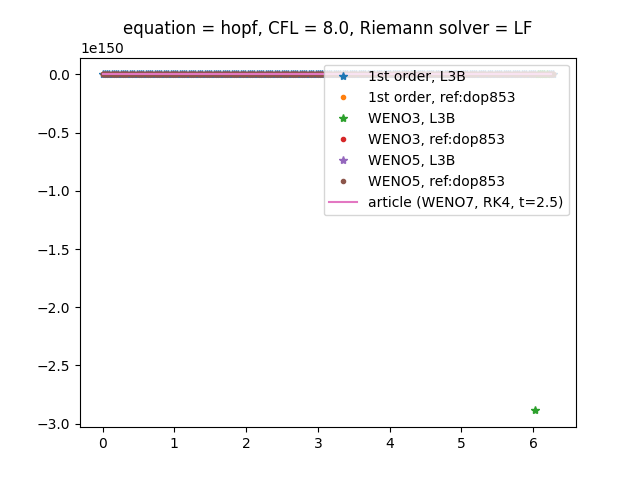 equation = hopf, CFL = 8.0, Riemann solver = LF
1e150
0.0
−0.5
−1.0
−1.5
−2.0
−2.5
−3.0
1st order, L3B
1st order, ref:dop853
WENO3, L3B
WENO3, ref:dop853
WENO5, L3B
WENO5, ref:dop853
article (WENO7, RK4, t=2.5)
0 1 2 3 4 5 6